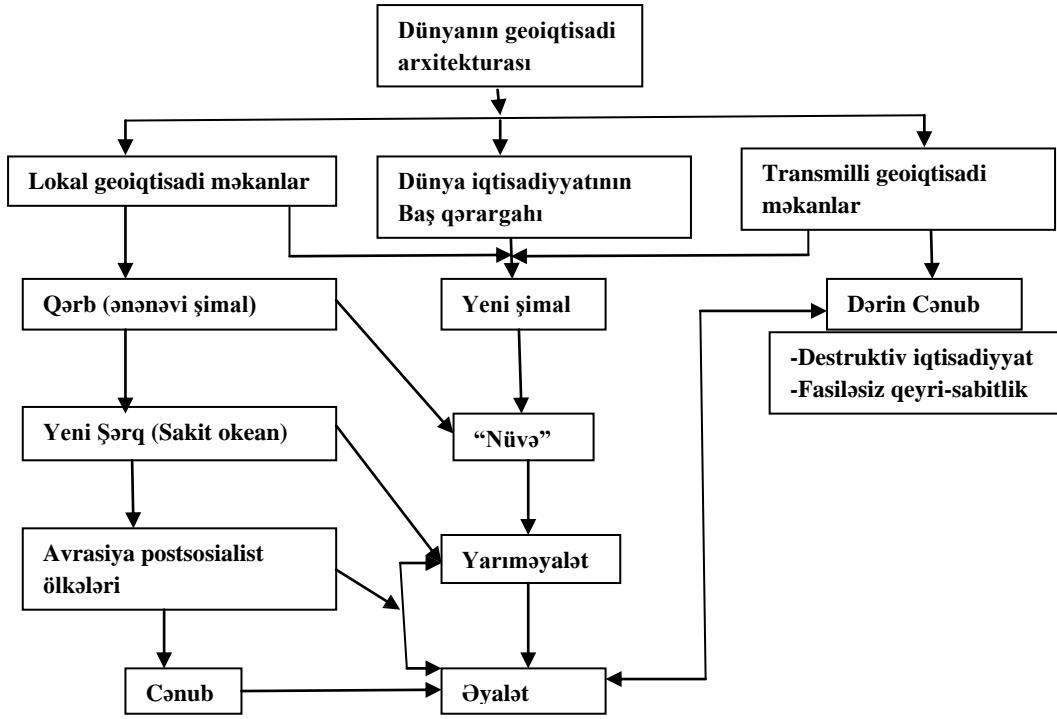 Dünyanın geoiqtisadi
arxitekturası
Lokal geoiqtisadi məkanlar
Dünya iqtisadiyyatının
Baş qərargahı
Transmilli geoiqtisadi
məkanlar
Qərb (ənənəvi şimal)
Yeni şimal
Dərin Cənub
-Destruktiv iqtisadiyyat
-Fasiləsiz qeyri-sabitlik
Yeni Şərq (Sakit okean)
“Nüvə”
Avrasiya postsosialist
ölkələri
Yarıməyalət
Cənub
Əyalət